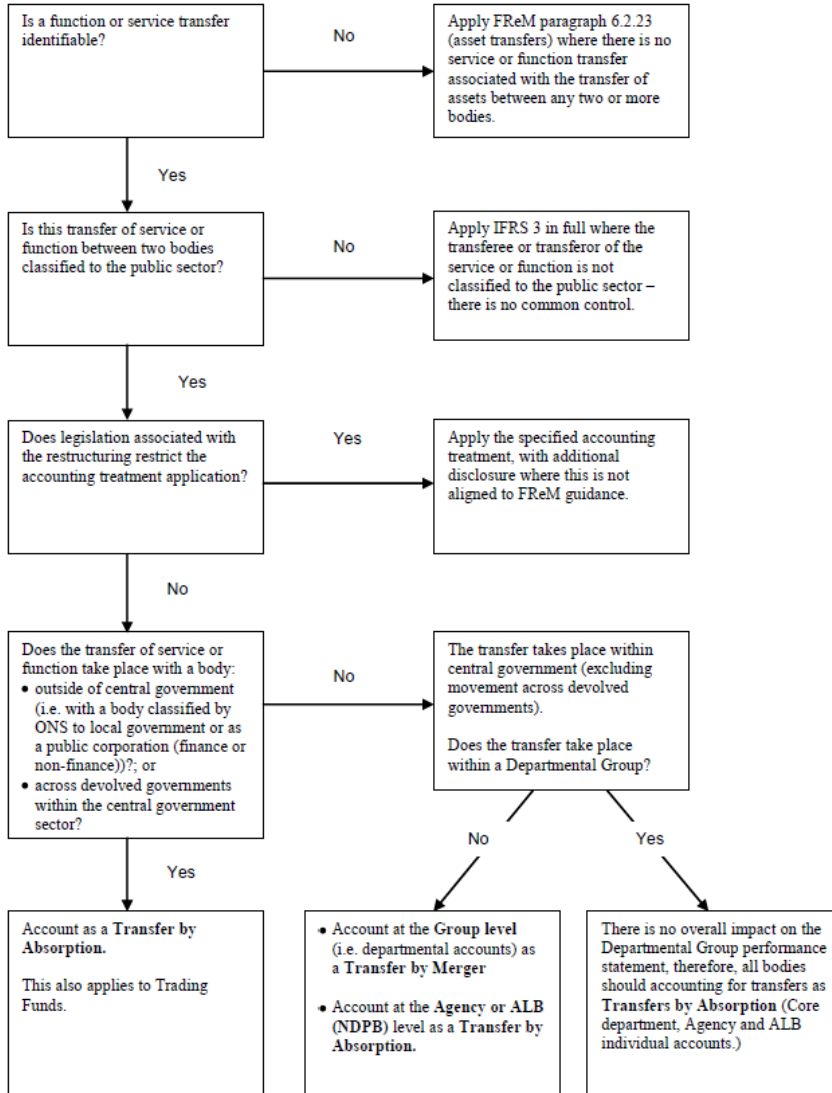 Is a function or service transfer
identifiable?
No
Apply FReM paragraph 6.2.23
(asset transfers) where there is no
service or function transfer
associated with the transfer of
assets between any two or more
bodies.
Yes
Is this transfer of service or
function between two bodies
classified to the public sector?
No
Apply IFRS 3 in full where the
transferee or transferor of the
service or function is not
classified to the public sector –
there is no common control.
Yes
Does legislation associated with
the restructuring restrict the
accounting treatment application?
Yes
Apply the specified accounting
treatment, with additional
disclosure where this is not
aligned to FReM guidance.
No
Does the transfer of service or
function take place with a body:
• outside of central government
(i.e. with a body classified by
ONS to local government or as
a public corporation (finance or
non-finance))?; or
• across devolved governments
within the central government
sector?
No
The transfer takes place within
central government (excluding
movement across devolved
governments).
Does the transfer take place
within a Departmental Group?
Yes
No
Yes
Account as a Transfer by
Absorption.
This also applies to Trading
Funds.
• Account at the Group level
(i.e. departmental accounts) as
a Transfer by Merger
• Account at the Agency or ALB
(NDPB) level as a Transfer by
Absorption.
There is no overall impact on the
Departmental Group performance
statement, therefore, all bodies
should accounting for transfers as
Transfers by Absorption (Core
department, Agency and ALB
individual accounts.)